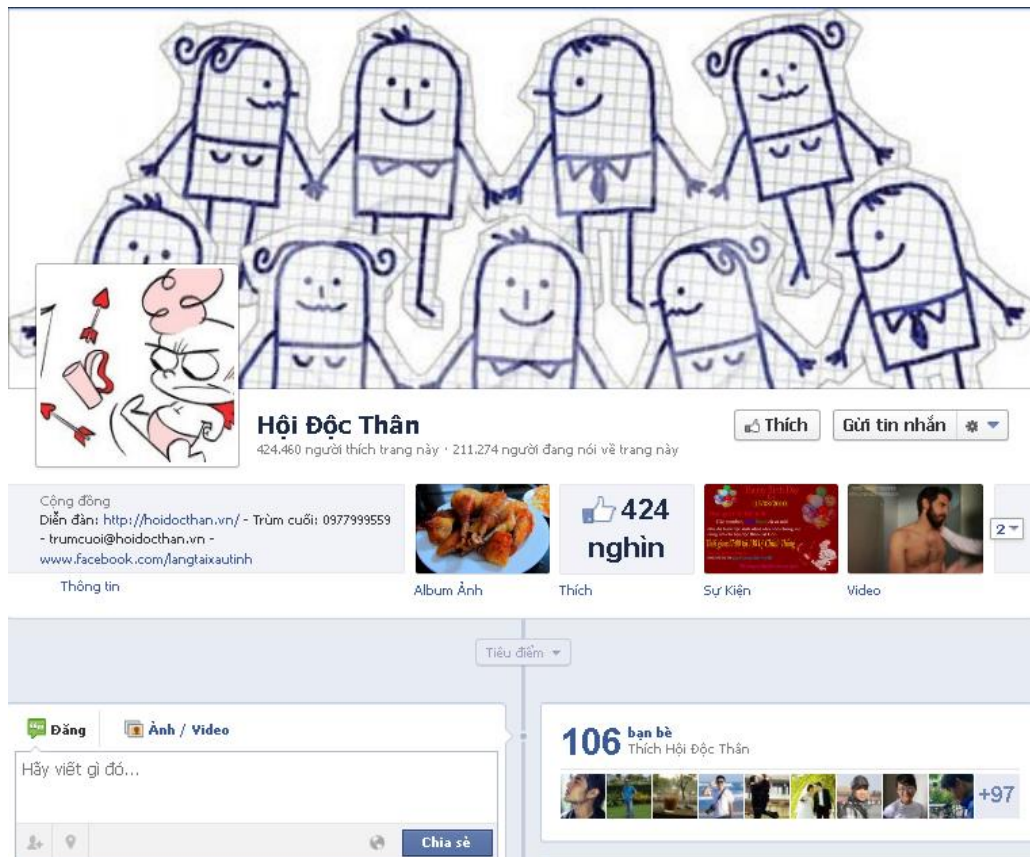 Hội Độc Thân
424.460 người thích trang này · 211.274 người đang nói về trang này
Thích
Gửi tin nhắn
Cộng đồng
Diễn đàn: http://hoidocthan.vn/ - Trùm cuối: 0977999559
- trumcuoi@hoidocthan.vn -
www.facebook.com/langtaixautinh
Thông tin
Album Ảnh
424
nghìn
Thích
Sự Kiện
Video
2
Tiêu điểm
Đăng
Ảnh / Video
Hãy viết gì đó...
Chia sẻ
106 bạn bè
Thích Hội Độc Thân
+97